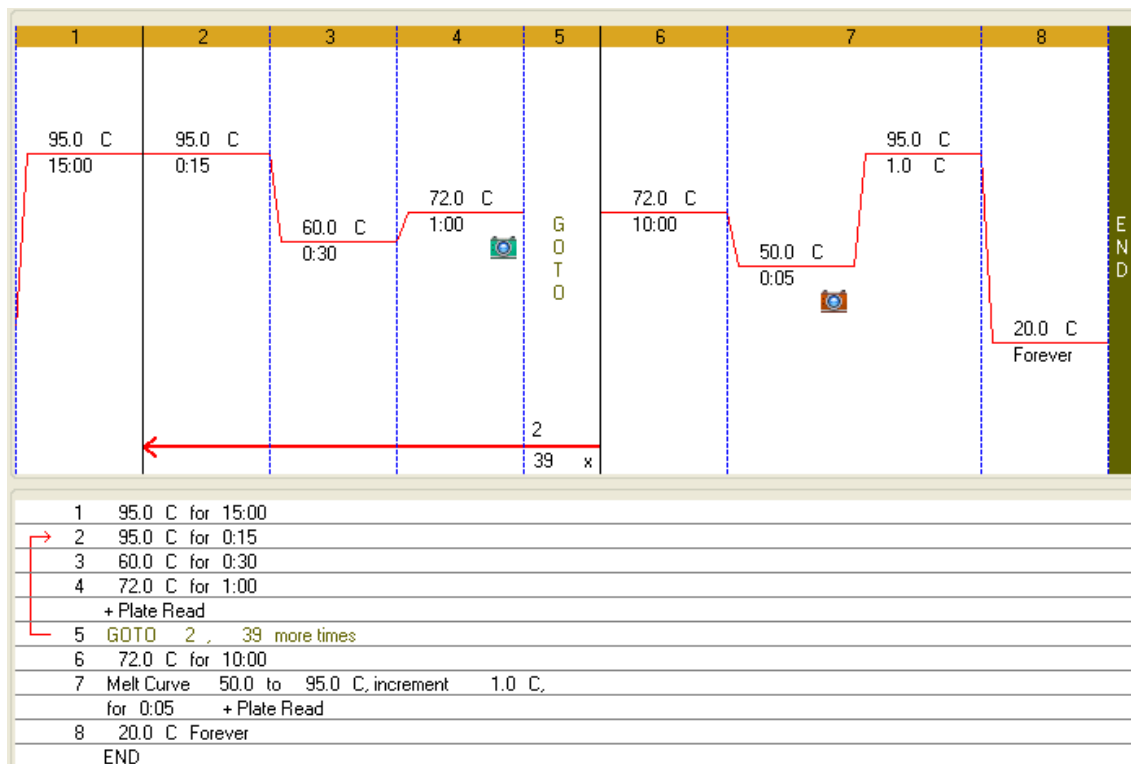 1 2 3 4 5 6 7 8
95.0 C 95.0 C 95.0 C
15:00 0:15 1.0 C
72.0 C 72.0 C
1:00 10:00
60.0 C
0:30
50.0 C
0:05
GOTO
END
20.0 C
Forever
2
39 x
1 95.0 C for 15:00
2 95.0 C for 0:15
3 60.0 C for 0:30
4 72.0 C for 1:00
+ Plate Read
5 GOTO 2 , 39 more times
6 72.0 C for 10:00
7 Melt Curve 50.0 to 95.0 C, increment 1.0 C,
for 0:05 + Plate Read
8 20.0 C Forever
END